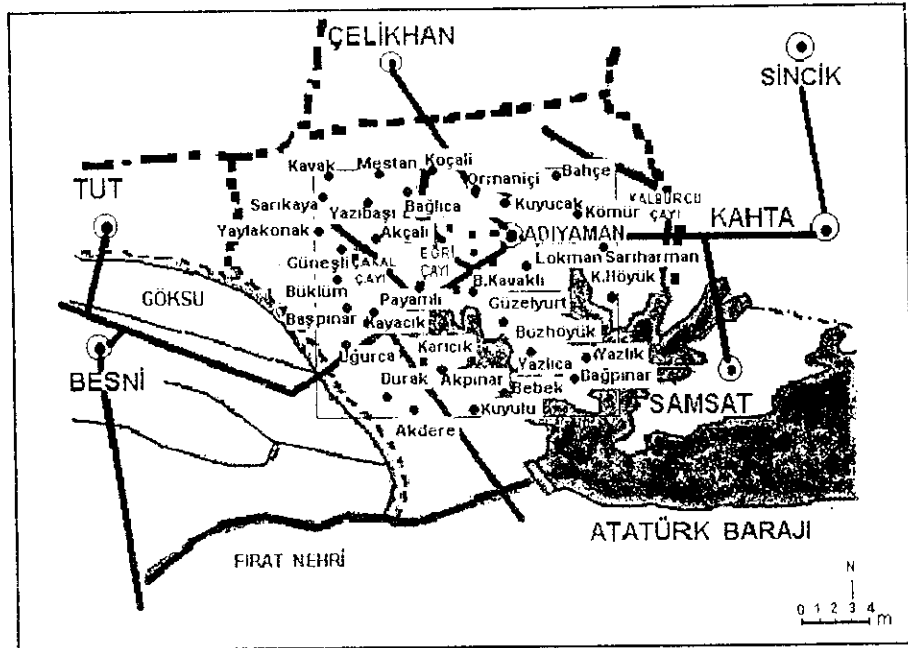 ÇELİKHAN
SİNCİK
Kavak
Mestan
Koçali
Ormaniçi
Bahçe
TUT
Sarıkaya
Yazıbaşı
Bağlıca
Kuyucak
Kömür
KALBURCU
ÇAYI
KAHTA
Yaylakonak
Akçalı
ADIYAMAN
Güneşli
ÇAKAL
ÇAYI
EĞRİ
ÇAYI
Lokman
Sarıharman
B.Kavaklı
K.Höyük
GÖKSU
Büklüm
Payamlı
Güzelyurt
Başpınar
Kayacık
Bozhöyük
BESNİ
Uğurca
Karıcık
Yazlıca
Yazlık
Durak
Akpınar
Bebek
Bağpınar
SAMSAT
Kuyulu
Akdere
ATATÜRK BARAJI
FIRAT NEHRİ
N
0 1 2 3 4
m